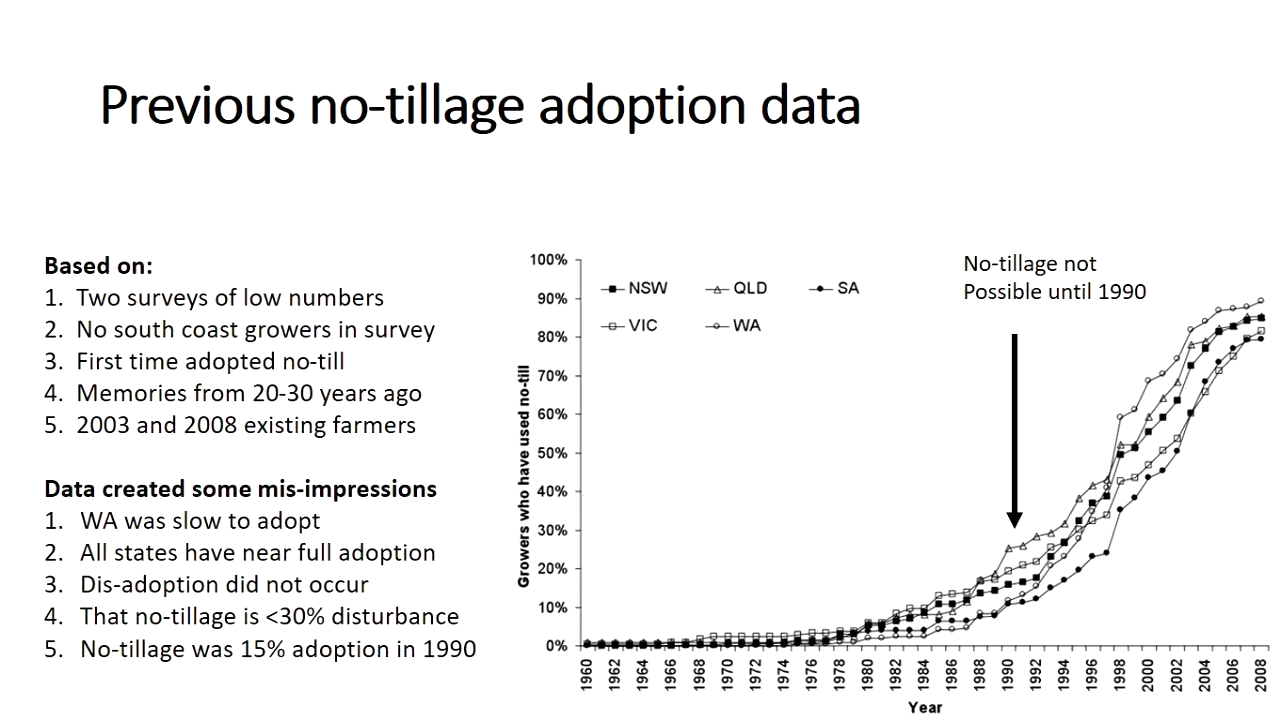 Previous no-tillage adoption data
Based on:
1. Two surveys of low numbers
2. No south coast growers in survey
3. First time adopted no-till
4. Memories from 20-30 years ago
5. 2003 and 2008 existing farmers
Data created some mis-impressions
1. WA was slow to adopt
2. All states have near full adoption
3. Dis-adoption did not occur
4. That no-tillage is <30% disturbance
5. No-tillage was 15% adoption in 1990
No-tillage not
Possible until 1990
NSW QLD SA
VIC WA
Growers who have used no-till
100%
90%
80%
70%
60%
50%
40%
30%
20%
10%
0%
1960 1962 1964 1966 1968 1970 1972 1974 1976 1978 1980 1982 1984 1986 1988 1990 1992 1994 1996 1998 2000 2002 2004 2006 2008
Year